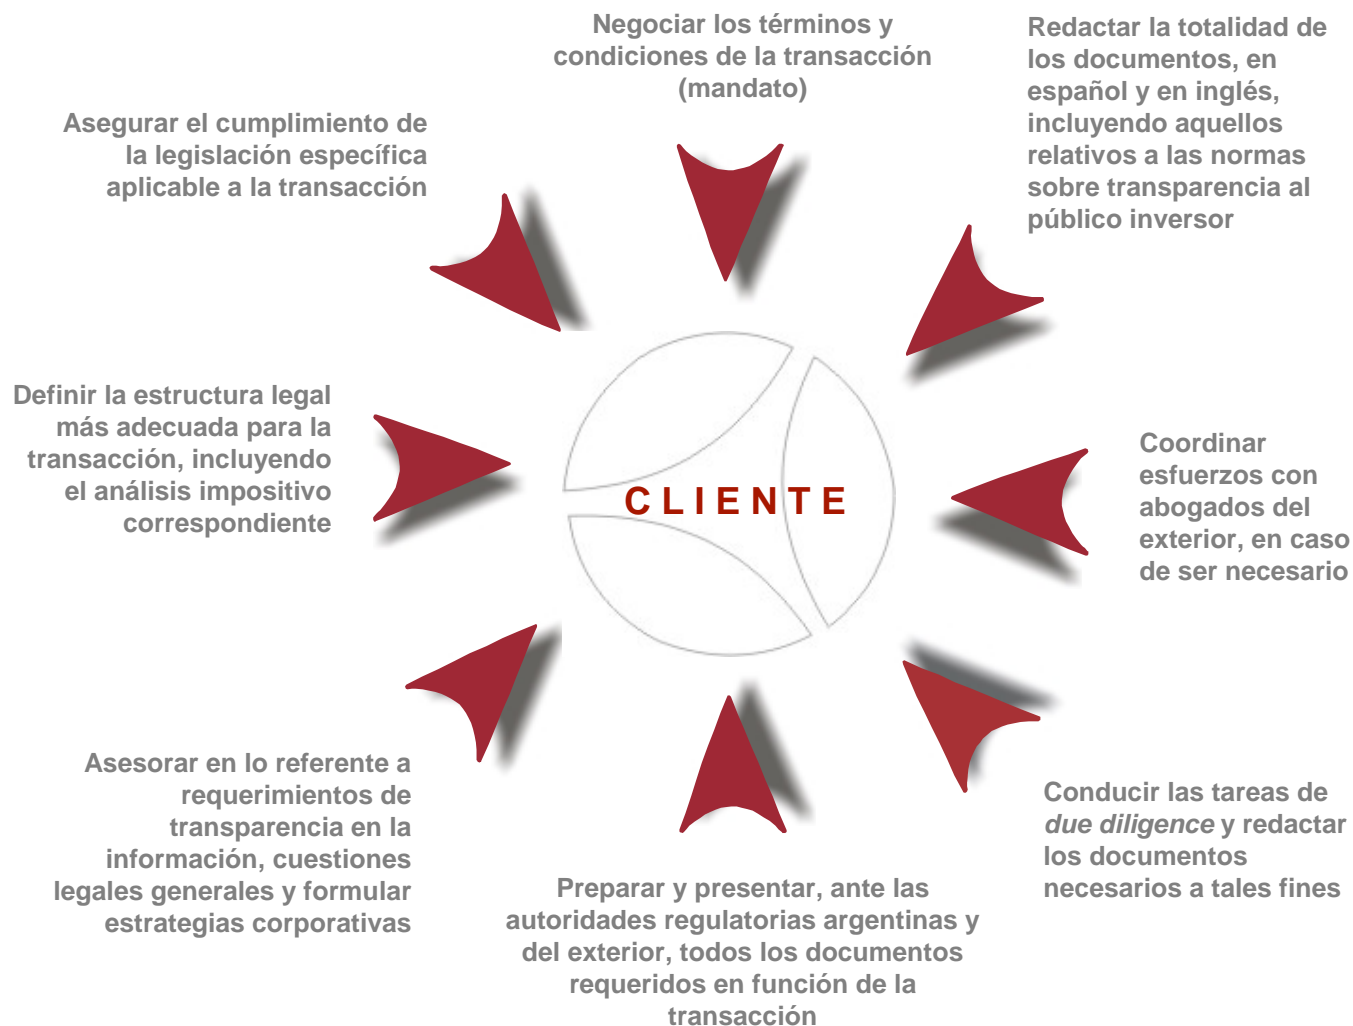 Negociar los términos y
condiciones de la transacción
(mandato)
Redactar la totalidad de
los documentos, en
español y en inglés,
incluyendo aquellos
relativos a las normas
sobre transparencia al
público inversor
Asegurar el cumplimiento de
la legislación específica
aplicable a la transacción
Definir la estructura legal
más adecuada para la
transacción, incluyendo
el análisis impositivo
correspondiente
CLIENTE
Coordinar
esfuerzos con
abogados del
exterior, en caso
de ser necesario
Asesorar en lo referente a
requerimientos de
transparencia en la
información, cuestiones
legales generales y formular
estrategias corporativas
Preparar y presentar, ante las
autoridades regulatorias argentinas y
del exterior, todos los documentos
requeridos en función de la
transacción
Conducir las tareas de
due diligence y redactar
los documentos
necesarios a tales fines